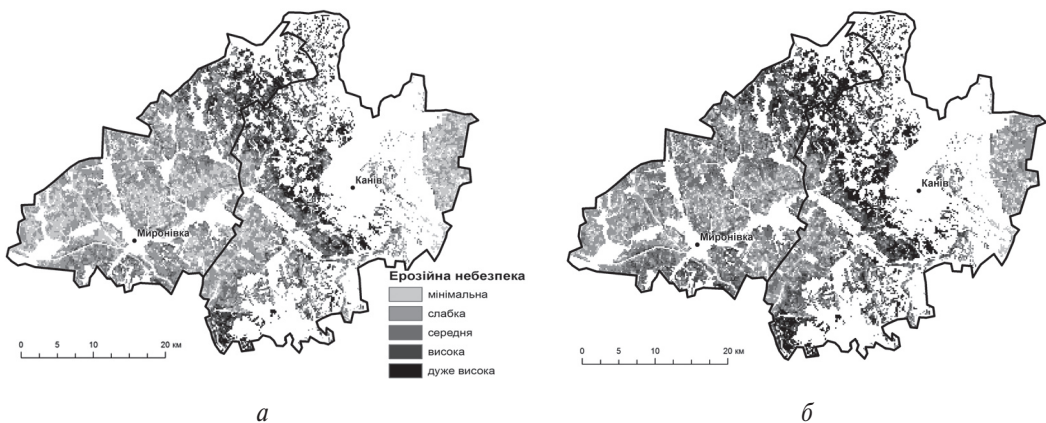 Канів
Миронівка
Ерозійна небезпека
мінімальна
слабка
середня
висока
дуже висока
0 5 10 20 км
а
Канів
Миронівка
0 5 10 20 км
б